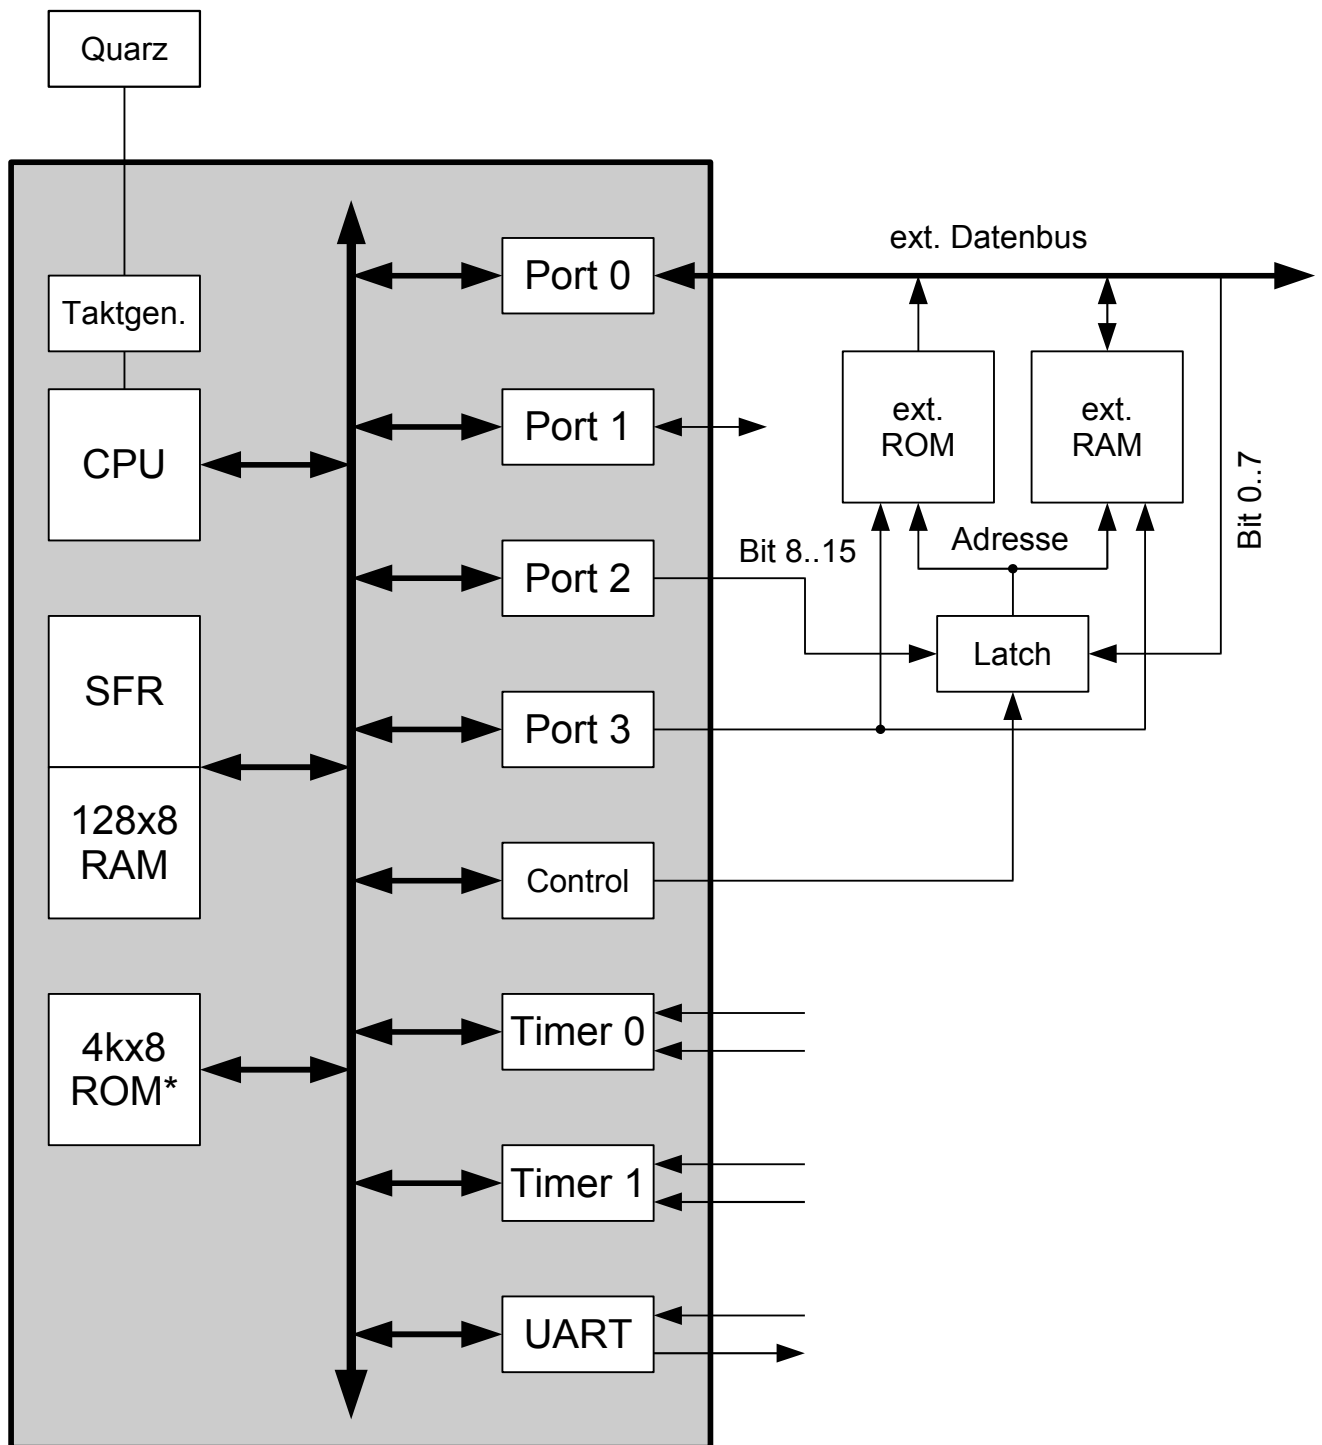 Quarz
Taktgen.
CPU
SFR
128x8
RAM
4kx8
ROM*
Port 0
Port 1
Port 2
Port 3
Control
Timer 0
Timer 1
UART
ext. Datenbus
ext.
ROM
ext.
RAM
Bit 0..7
Bit 8..15
Adresse
Latch